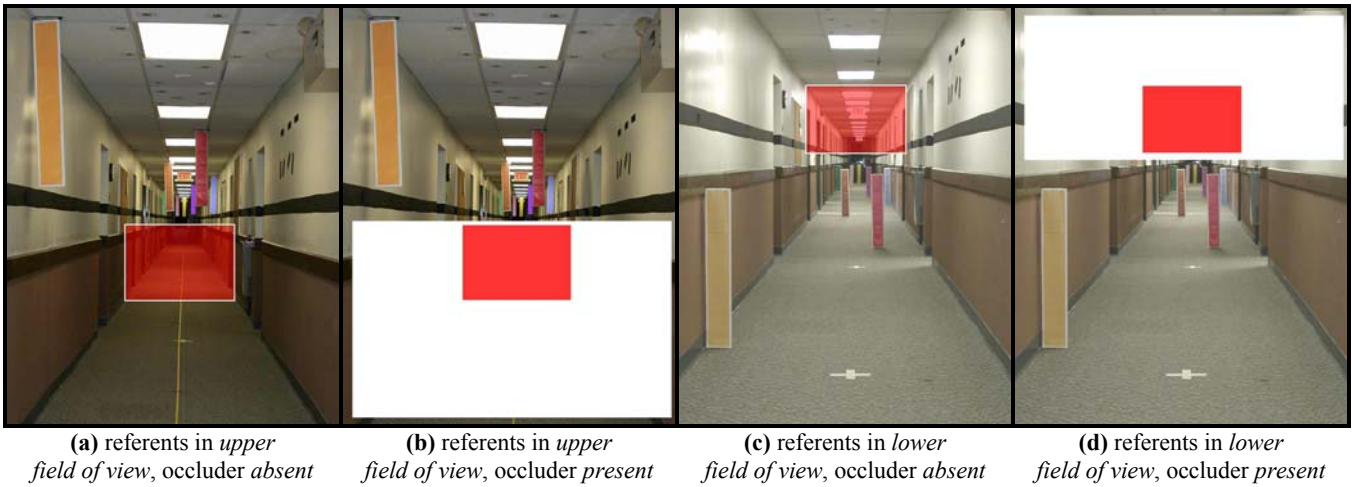 (a) referents in upper
field of view, occluder absent
(b) referents in upper
field of view, occluder present
(c) referents in lower
field of view, occluder absent
(d) referents in lower
field of view, occluder present